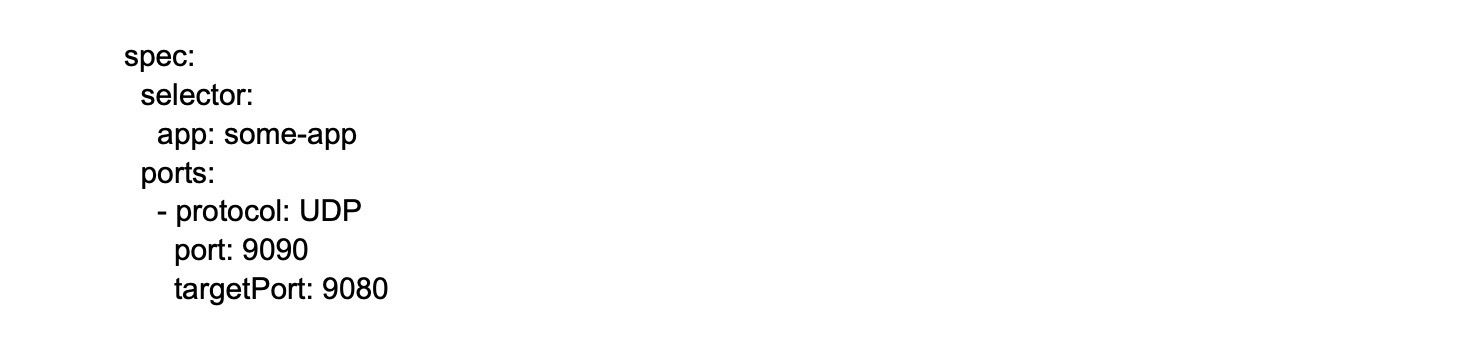 spec:
  selector:
    app: some-app
  ports:
    - protocol: UDP
      port: 9090
      targetPort: 9080